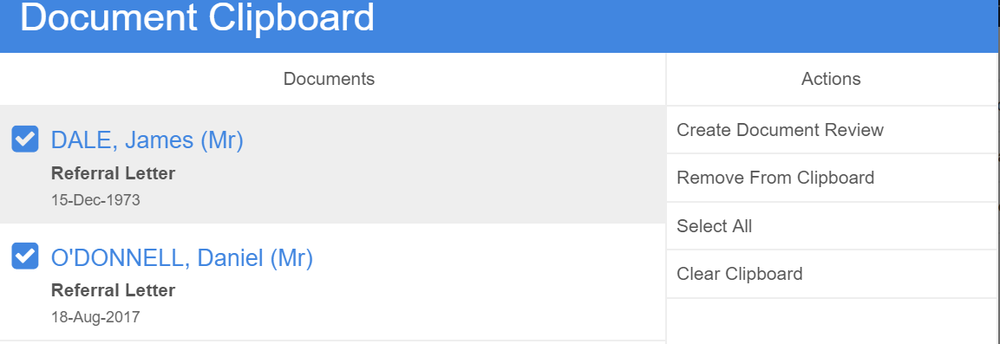 Document Clipboard
Documents
Actions
DALE, James (Mr)
Referral Letter
15-Dec-1973
O'DONNELL, Daniel (Mr)
Referral Letter
18-Aug-2017
Create Document Review
Remove From Clipboard
Select All
Clear Clipboard